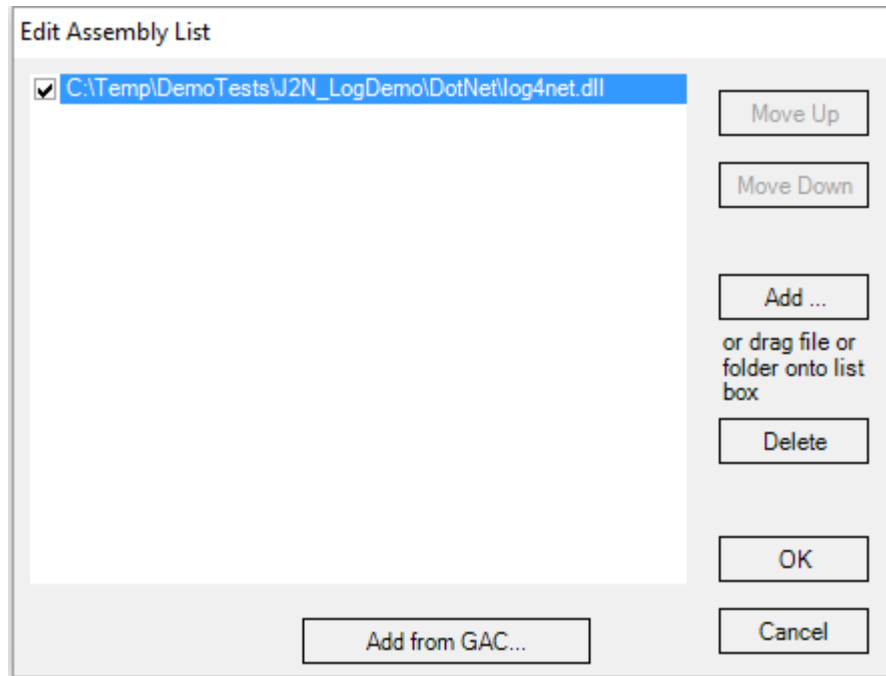 Edit Assembly List
C:\Temp\DemoTests\J2N_LogDemo\DotNet\log4net.dll
Move Up
Move Down
Add ...
or drag file or
folder onto list
box
Delete
OK
Add from GAC...
Cancel